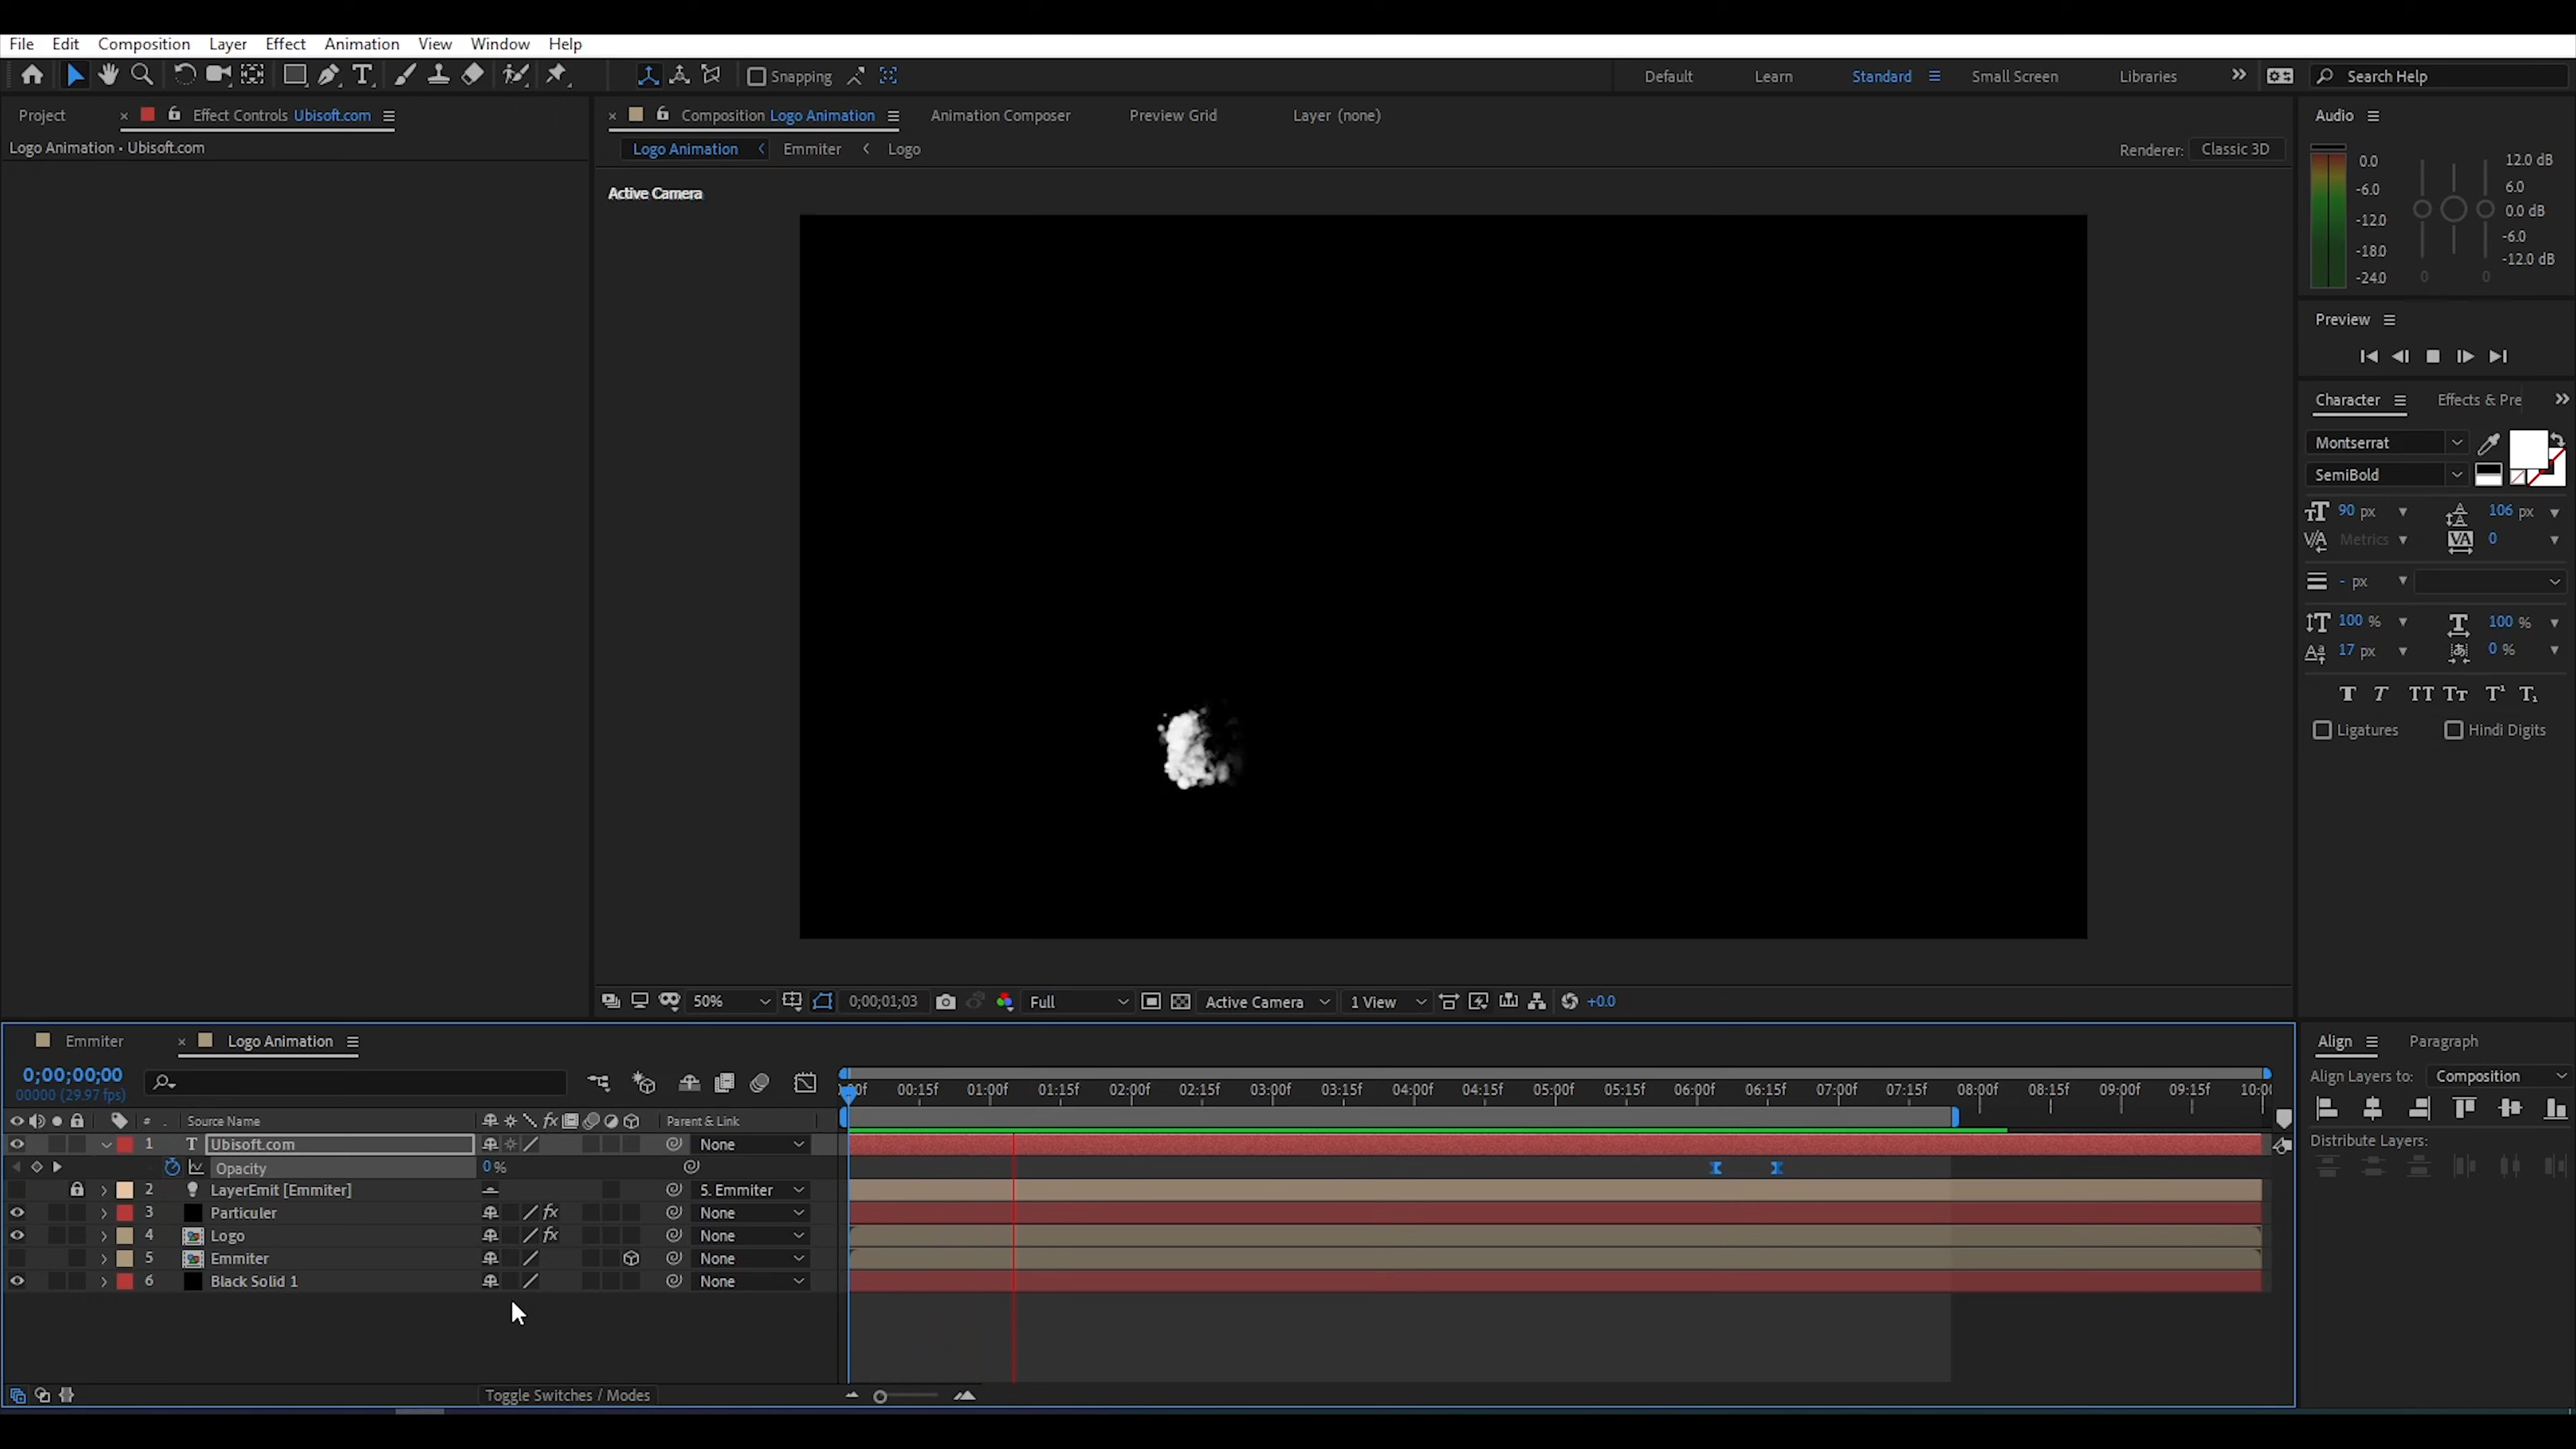 File Edit Composition Layer Effect Animation View Window Help
Snapping Default Learn Standard Small Screen Libraries Search Help
Project Effect Controls Ubisoft.com Composition Logo Animation Animation Composer Preview Grid Layer (none) Audio
Logo Animation • Ubisoft.com Logo Animation Emmiter Logo Renderer: Classic 3D
Active Camera
0.0 12.0 dB
-6.0 6.0
-12.0 0.0 dB
-18.0 -6.0
-24.0 0 0 -12.0 dB
Preview
Character Effects & Pre
Montserrat
SemiBold
90 px 106 px
Metrics 0
- px
100 % 100 %
17 px 0 %
Ligatures Hindi Digits
50% 0;00;01;03 Full Active Camera 1 View +0.0
Emmiter Logo Animation Align Paragraph
0;00;00;00
00000 (29.97 fps)
:00f 00:15f 01:00f 01:15f 02:00f 02:15f 03:00f 03:15f 04:00f 04:15f 05:00f 05:15f 06:00f 06:15f 07:00f 07:15f 08:00f 08:15f 09:00f 09:15f 10:0
Align Layers to: Composition
# Source Name fx Parent & Link
1 T Ubisoft.com None
Distribute Layers:
Opacity 0 %
2 LayerEmit [Emmiter] 5. Emmiter
3 Particuler fx None
4 Logo fx None
5 Emmiter None
6 Black Solid 1 None
Toggle Switches / Modes